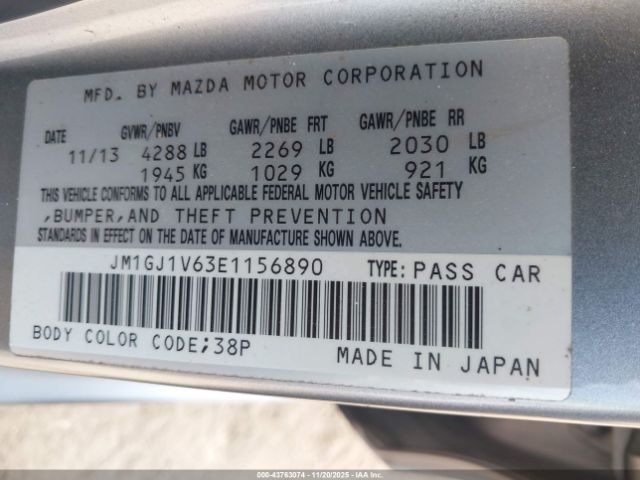 MFD. BY MAZDA MOTOR CORPORATION
DATE GVWR/PNBV GAWR/PNBE FRT GAWR/PNBE RR
11/13 4288 LB 2269 LB 2030 LB
1945 KG 1029 KG 921 KG
THIS VEHICLE CONFORMS TO ALL APPLICABLE FEDERAL MOTOR VEHICLE SAFETY
,BUMPER,AND THEFT PREVENTION
STANDARDS IN EFFECT ON THE DATE OF MANUFACTURE SHOWN ABOVE.
JM1GJ1V63E1156890 TYPE: PASS CAR
BODY COLOR CODE;38P MADE IN JAPAN
000-43763074 - 11/20/2025 - IAAI.COM